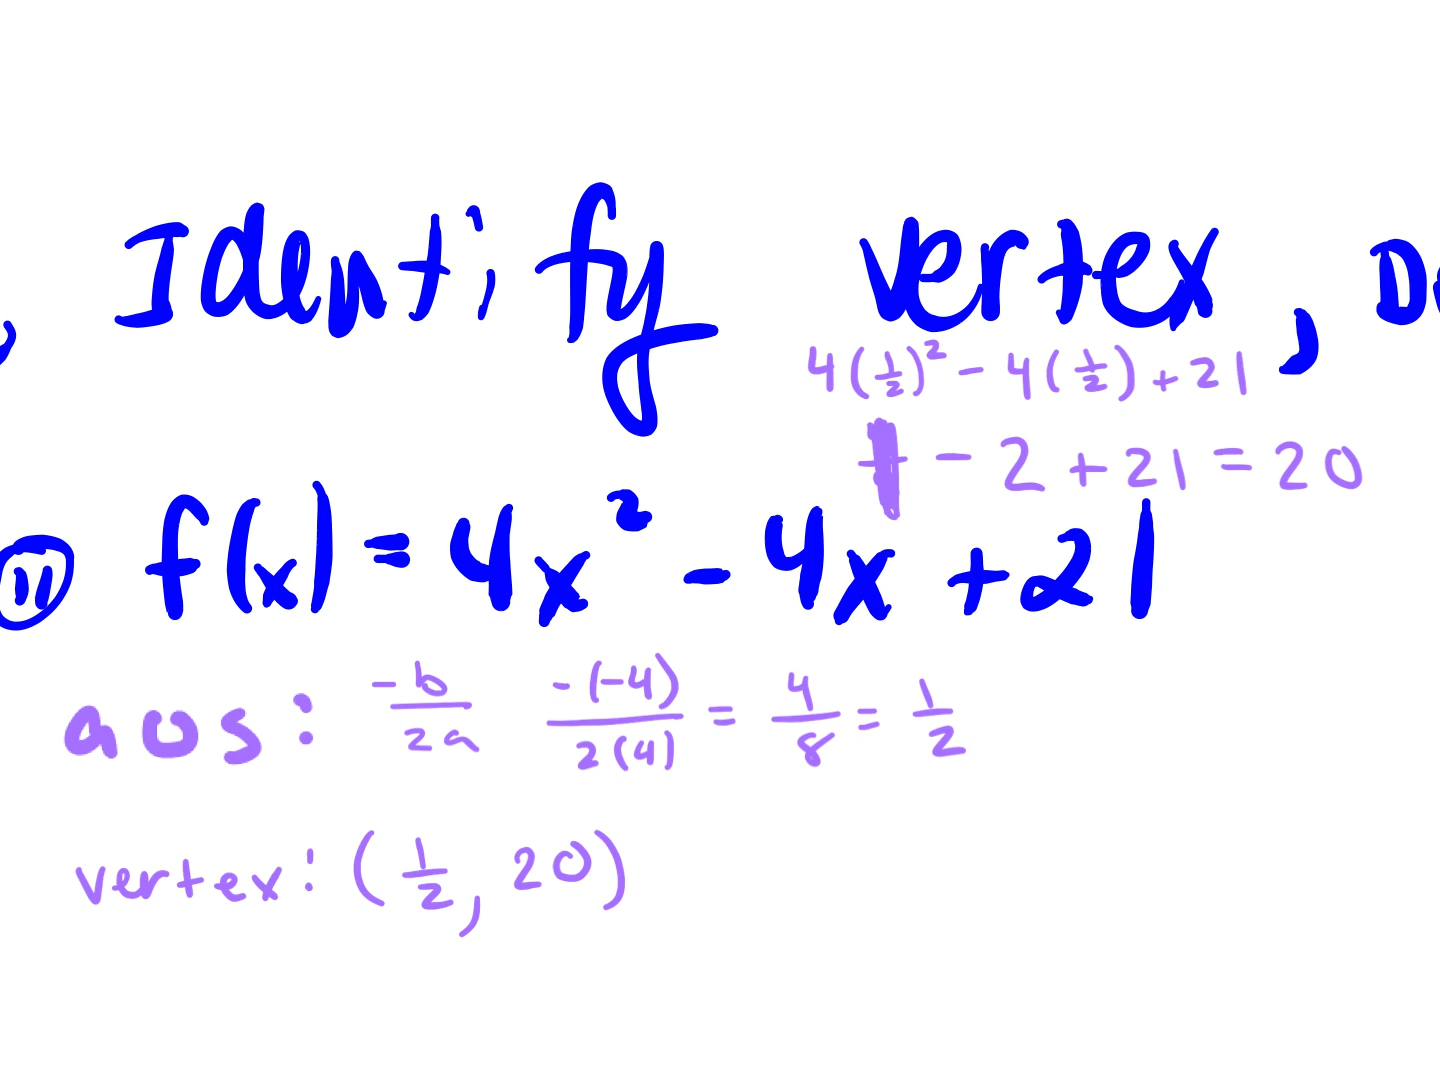 , Identify vertex, D
4(1/2)² - 4(1/2) + 21
1 - 2 + 21 = 20
11 f(x) = 4x² - 4x + 21
aos: -b/2a -(-4)/2(4) = 4/8 = 1/2
vertex: (1/2, 20)